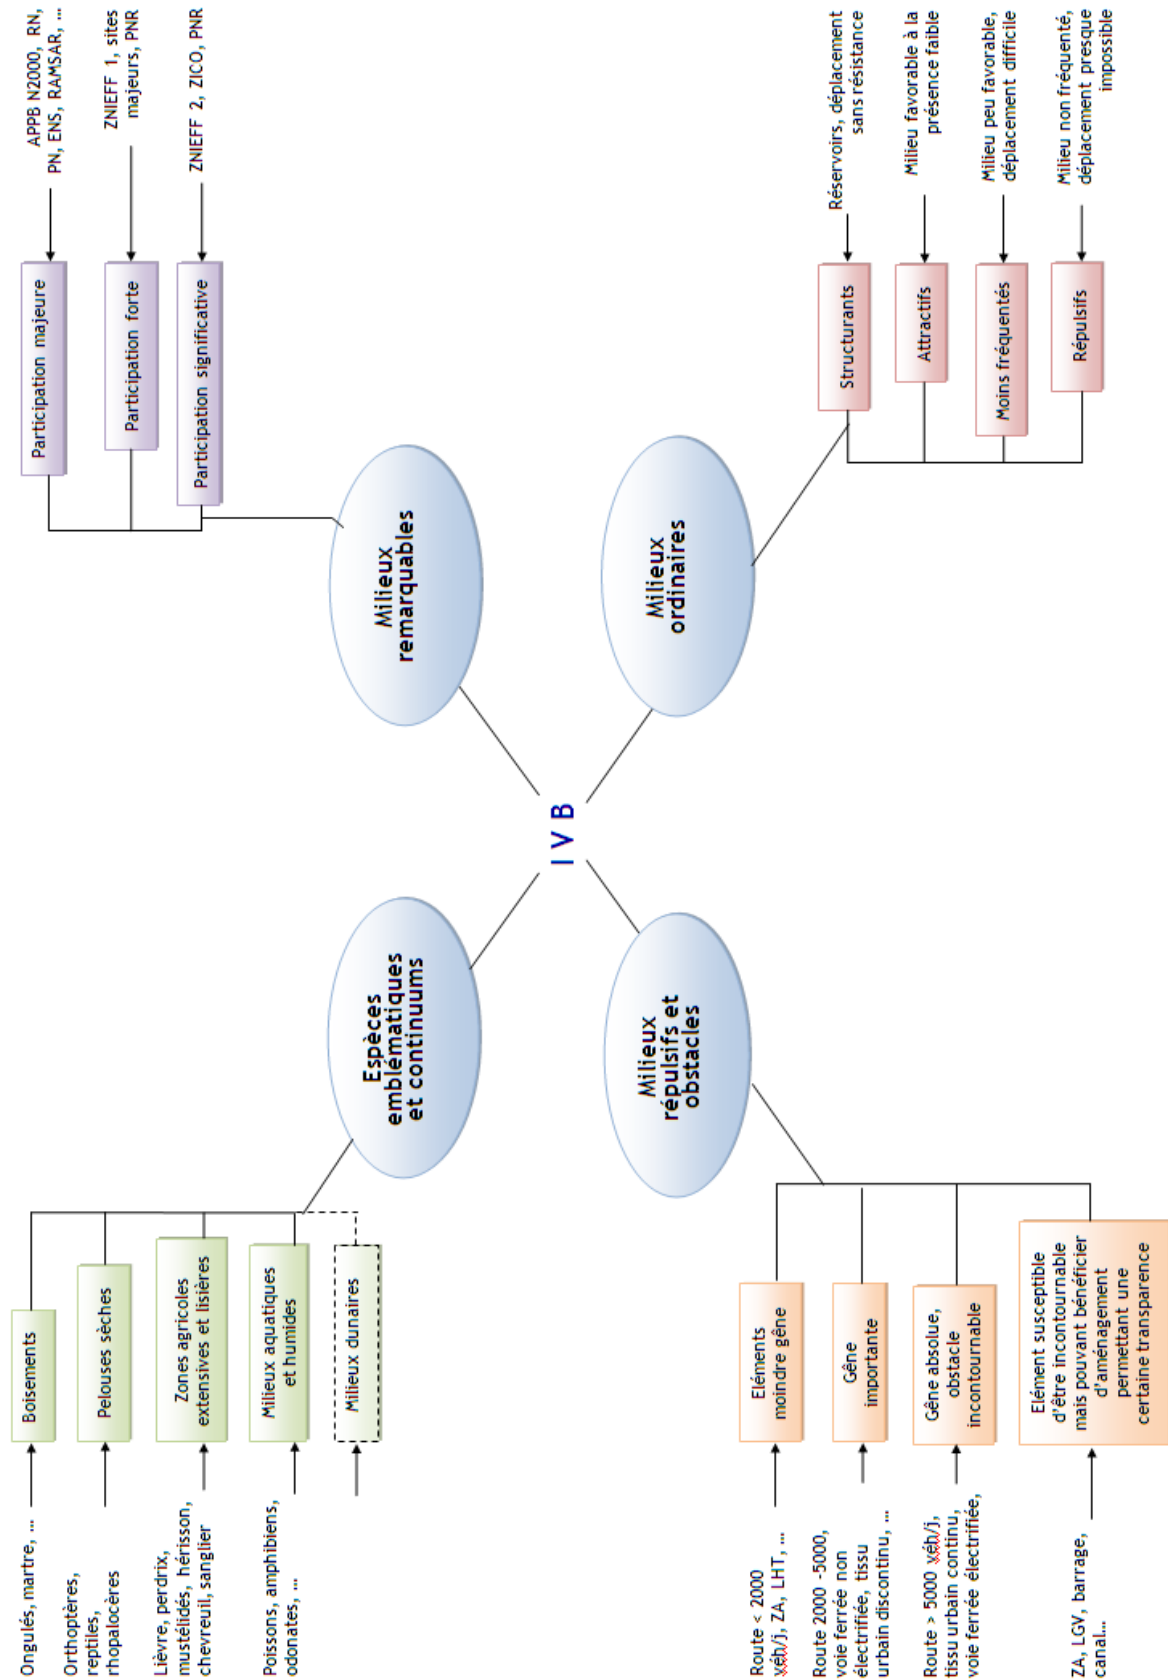 Ongulés, martre, ...
Boisements
Orthoptères,
reptiles,
rhopalocères
Pelouses sèches
Lièvre, perdrix,
mustélidés, hérisson,
chevreuil, sanglier
Zones agricoles
extensives et lisières
Poissons, amphibiens,
odonates, ...
Milieux aquatiques
et humides
Milieux dunaires
Espèces
emblématiques
et continuums
Milieux
remarquables
Participation majeure
APPB N2000, RN,
PN, ENS, RAMSAR, ...
Participation forte
ZNIEFF 1, sites
majeurs, PNR
Participation significative
ZNIEFF 2, ZICO, PNR
I V B
Route < 2000
véh/j, ZA, LHT, ...
Eléments
moindre gêne
Route 2000 -5000,
voie ferrée non
électrifiée, tissu
urbain discontinu, ...
Gêne
importante
Route > 5000 véh/j,
tissu urbain continu,
voie ferrée électrifiée,
Gêne absolue,
obstacle
incontournable
ZA, LGV, barrage,
canal...
Elément susceptible
d'être incontournable
mais pouvant bénéficier
d'aménagement
permettant une
certaine transparence
Milieux
répulsifs et
obstacles
Milieux
ordinaires
Structurants
Réservoirs, déplacement
sans résistance
Attractifs
Milieu favorable à la
présence faible
Moins fréquentés
Milieu peu favorable,
déplacement difficile
Répulsifs
Milieu non fréquenté,
déplacement presque
impossible